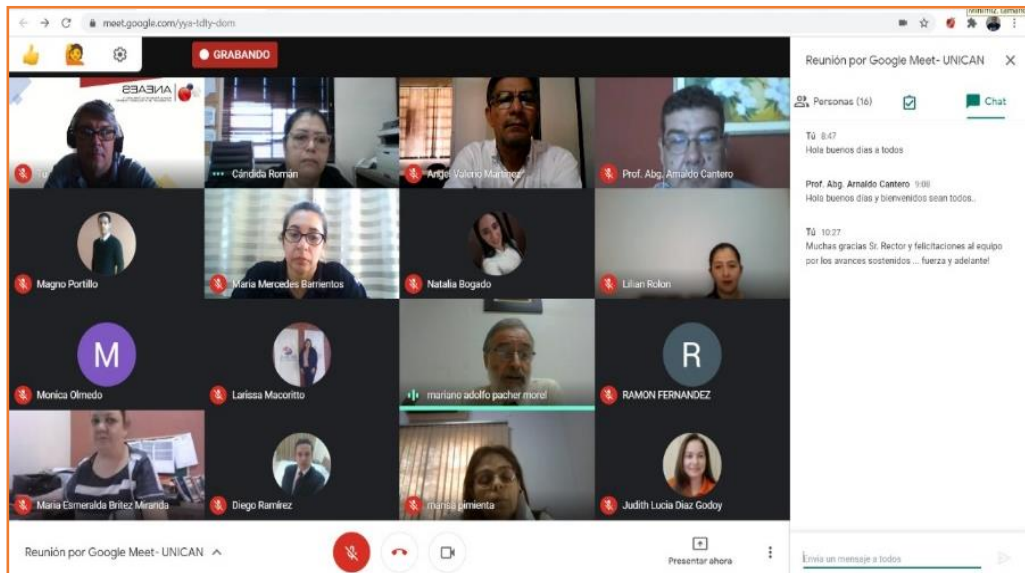 meet.google.com/yya-tdty-dom
GRABANDO
Reunión por Google Meet- UNICAN
Personas (16)
Chat
ANEAES
Tú
Cándida Román
Angel Valerio Martinez
Prof. Abg. Arnaldo Cantero
Tú 8:47
Hola buenos días a todos
Prof. Abg. Arnaldo Cantero 9:08
Hola buenos días y bienvenidos sean todos..
Tú 10:27
Muchas gracias Sr. Rector y felicitaciones al equipo
por los avances sostenidos ... fuerza y adelante!
Magno Portillo
María Mercedes Barrientos
Natalia Bogado
Lilian Rolon
M
R
Monica Olmedo
Larissa Macoritto
mariano adolfo pacher morel
RAMON FERNANDEZ
Maria Esmeralda Britez Miranda
Diego Ramírez
marisa pimienta
Judith Lucia Diaz Godoy
Reunión por Google Meet- UNICAN
Presentar ahora
Envía un mensaje a todos